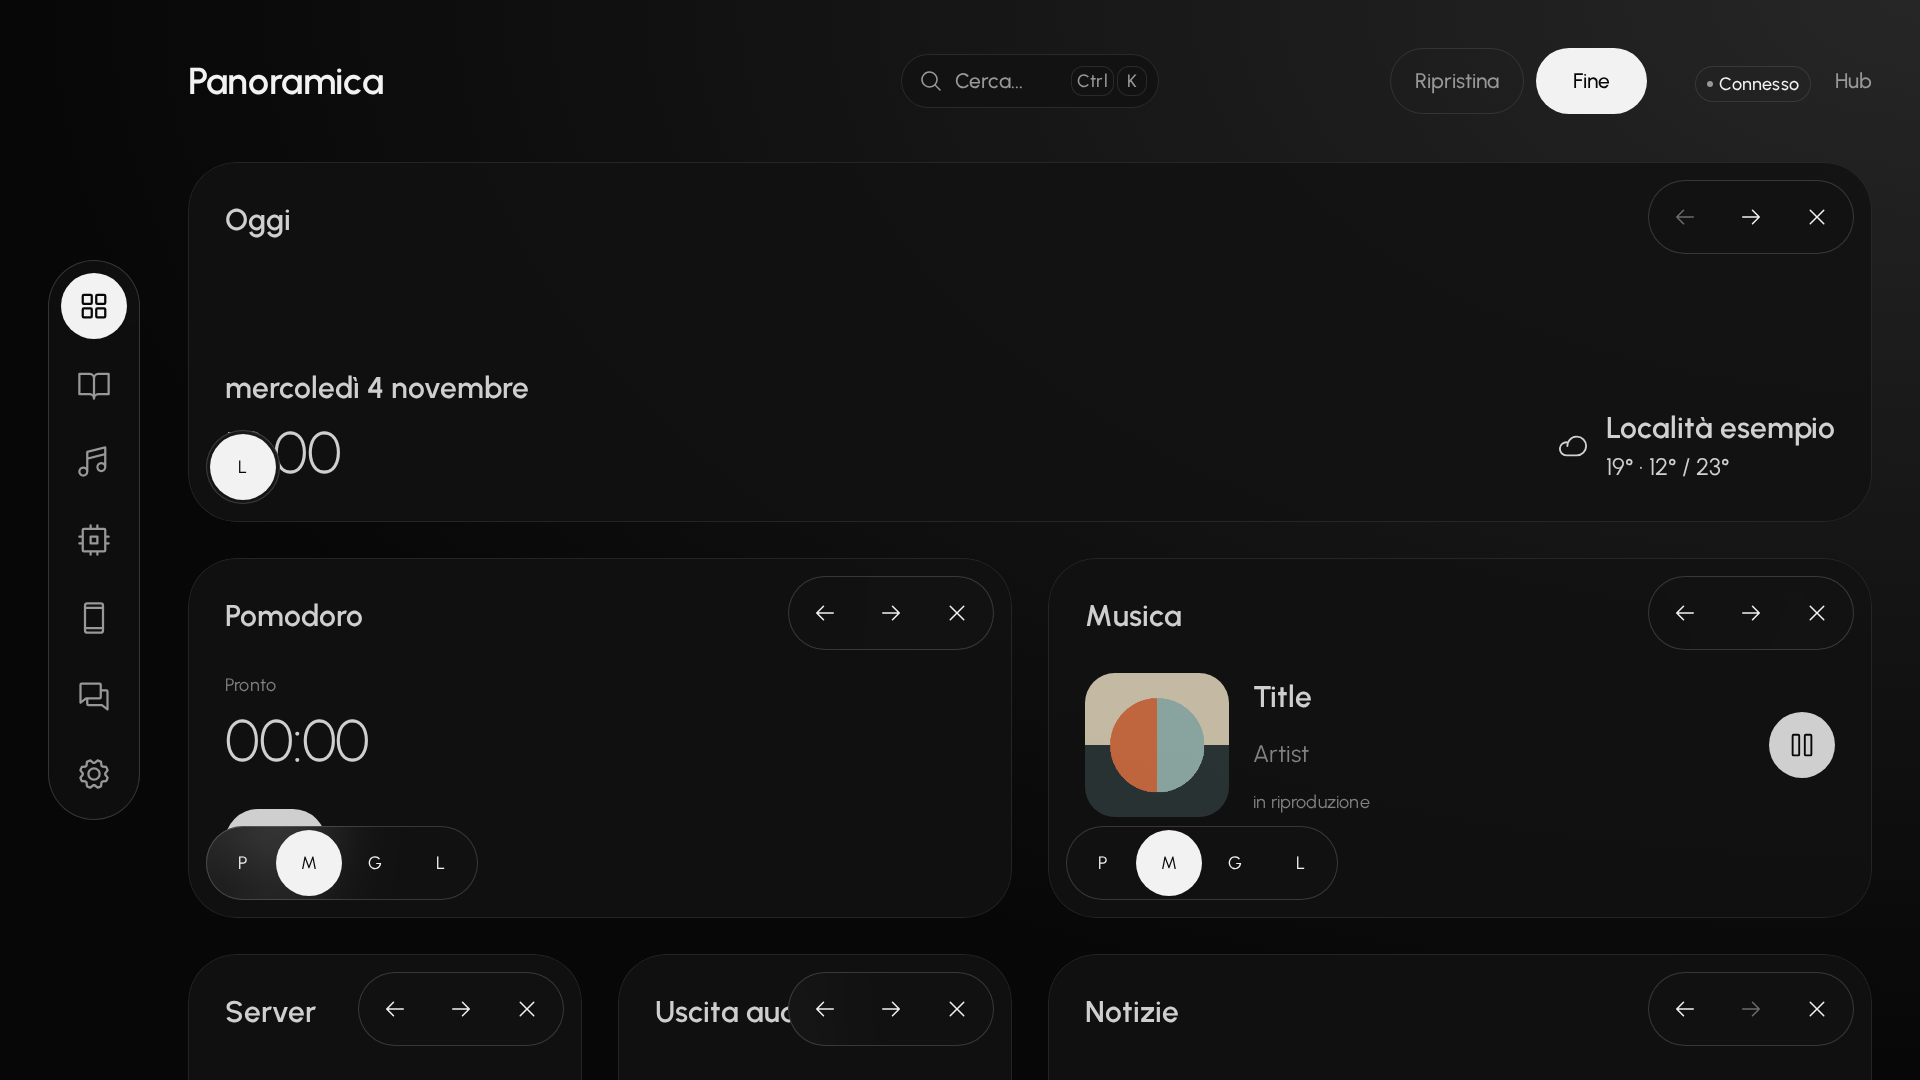 Panoramica
Cerca... Ctrl K
Ripristina
Fine
Connesso
Hub
Oggi
mercoledì 4 novembre
00
L
Località esempio
19° · 12° / 23°
Pomodoro
Pronto
00:00
P M G L
Musica
Title
Artist
in riproduzione
P M G L
Server
Uscita
Notizie